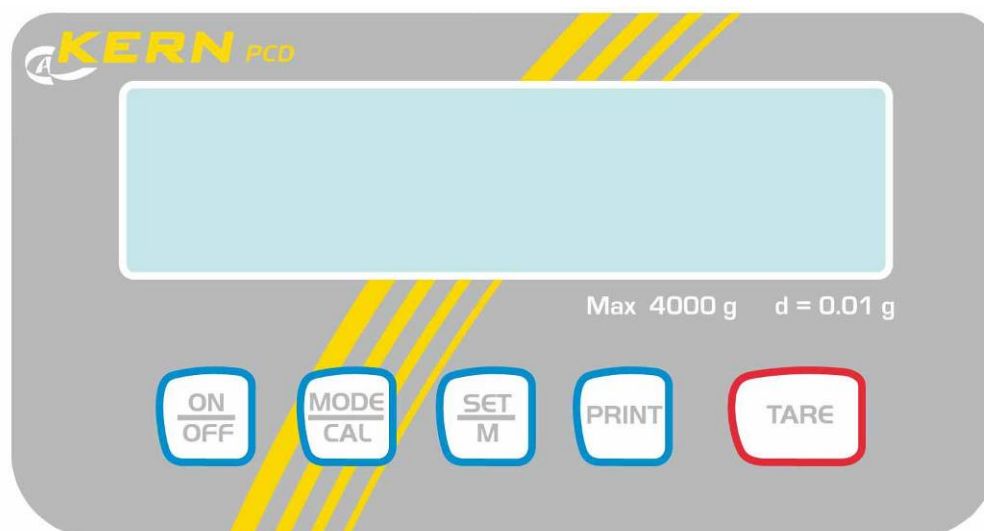 KERN PCD
Max 4000 g d = 0.01 g
ON
OFF
MODE
CAL
SET
M
PRINT
TARE